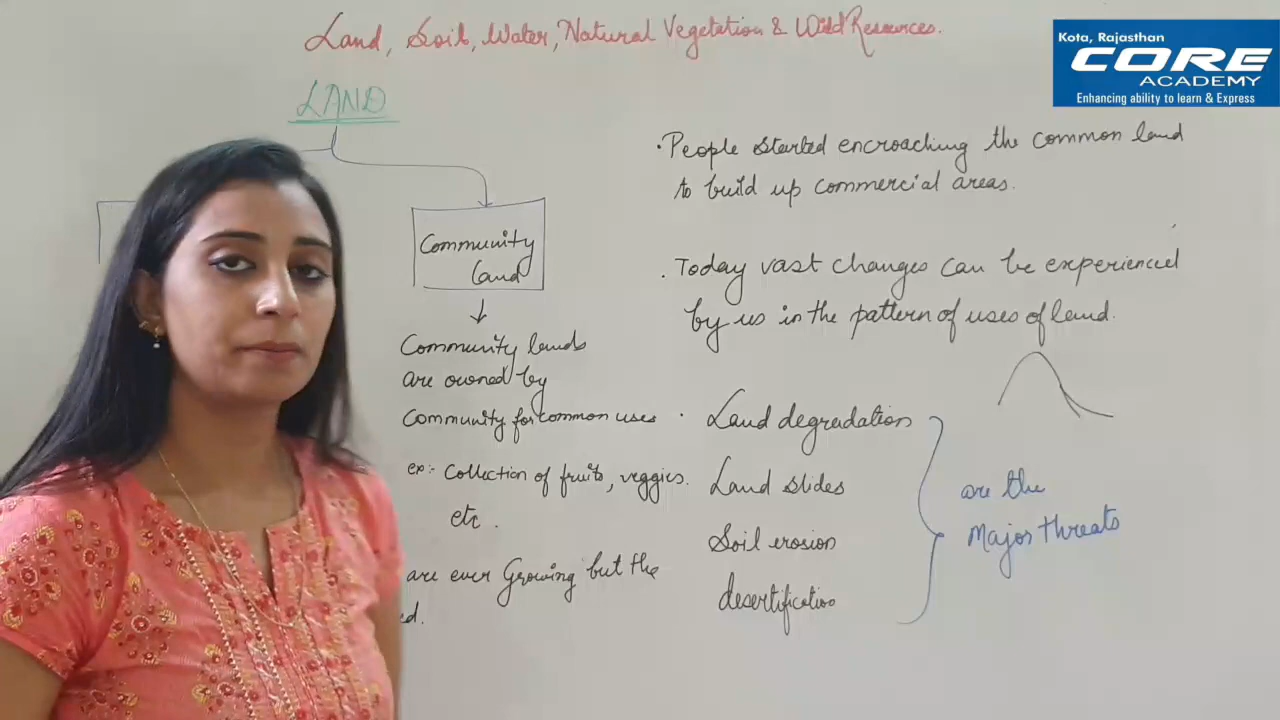 Land, Soil, Water, Natural Vegetation & Wild Resources.
Kota, Rajasthan
CORE
ACADEMY
Enhancing ability to learn & Express
LAND
Community
land
Community lands
are owned by
Community for common uses
ex:- Collection of fruits, veggies.
etc.
are ever Growing but the
ed.
• People started encroaching the common land
to build up commercial areas.
. Today vast changes can be experienced
by us in the pattern of uses of land.
• Land degradation
Land slides
Soil erosion
desertification
are the
Major threats